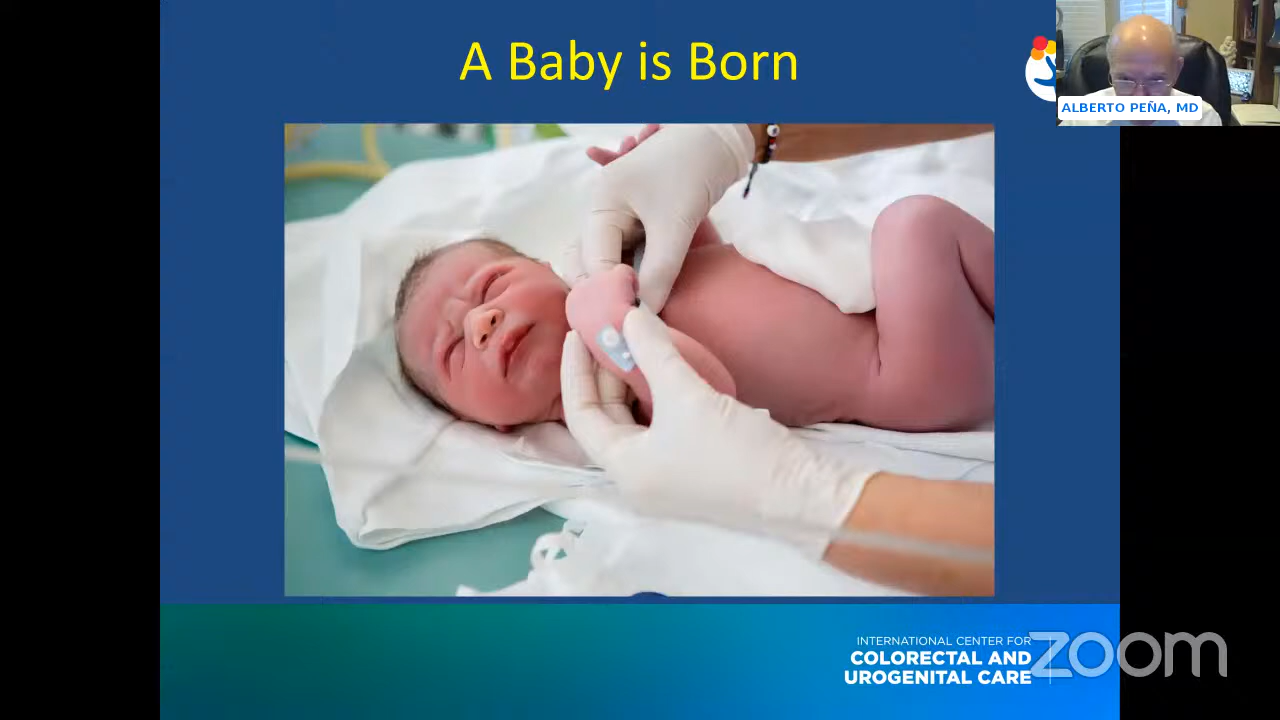 A Baby is Born
ALBERTO PEÑA, MD
INTERNATIONAL CENTER FOR
COLORECTAL AND
UROGENITAL CARE
zoom